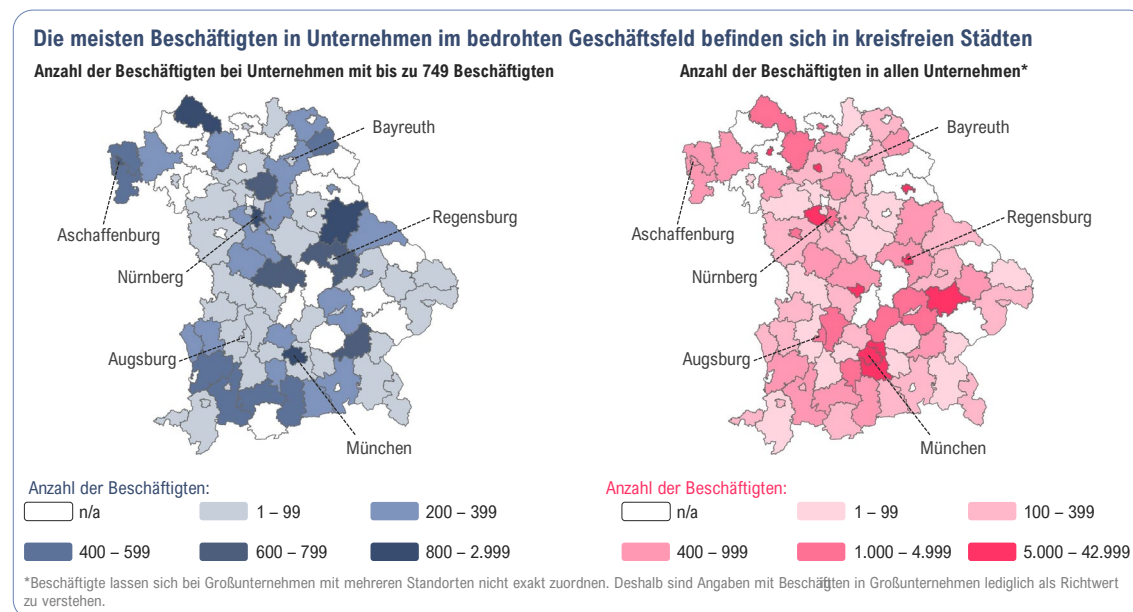 Die meisten Beschäftigten in Unternehmen im bedrohten Geschäftsfeld befinden sich in kreisfreien Städten
Anzahl der Beschäftigten bei Unternehmen mit bis zu 749 Beschäftigten
Bayreuth
Regensburg
Aschaffenburg
Nürnberg
Augsburg
München
Anzahl der Beschäftigten:
n/a
1 – 99
200 – 399
400 – 599
600 – 799
800 – 2.999
Anzahl der Beschäftigten in allen Unternehmen*
Bayreuth
Regensburg
Aschaffenburg
Nürnberg
Augsburg
München
Anzahl der Beschäftigten:
n/a
1 – 99
100 – 399
400 – 999
1.000 – 4.999
5.000 – 42.999
*Beschäftigte lassen sich bei Großunternehmen mit mehreren Standorten nicht exakt zuordnen. Deshalb sind Angaben mit Beschäftigten in Großunternehmen lediglich als Richtwert
zu verstehen.